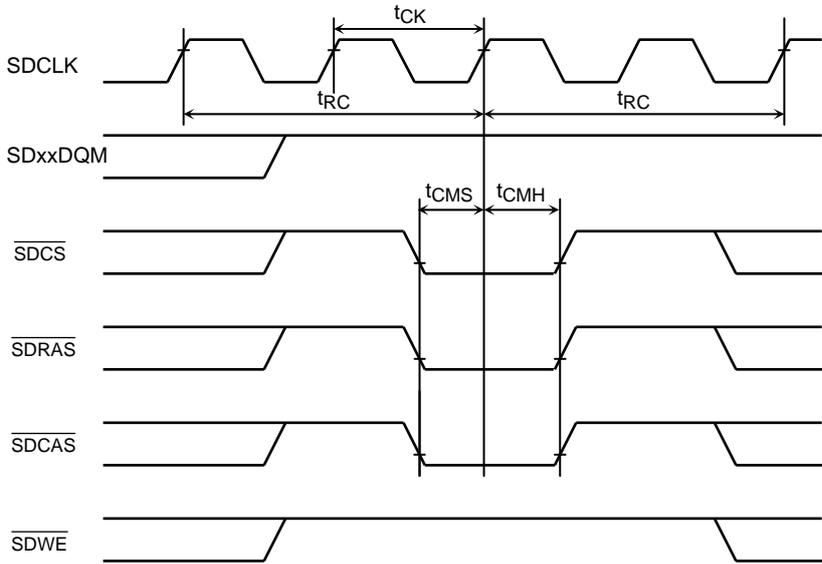 tCK
SDCLK
tRC tRC
SDxxDQM
tCMS tCMH
SDCS
SDRAS
SDCAS
SDWE